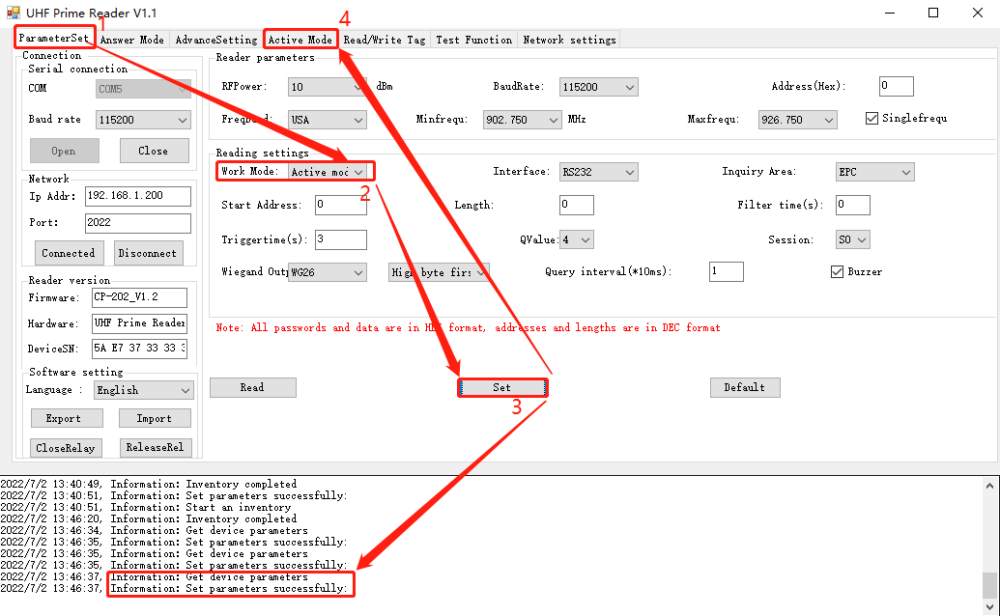 UHF Prime Reader V1.1
1
4
ParameterSet Answer Mode AdvanceSetting Active Mode Read/Write Tag Test Function Network settings
Connection
Serial connection
COM COM5
Baud rate 115200
Open Close
Network
Ip Addr: 192.168.1.200
Port: 2022
Connected Disconnect
Reader version
Firmware: CP-202_V1.2
Hardware: UHF Prime Reader
DeviceSN: 5A E7 37 33 33
Software setting
Language : English
Export Import
CloseRelay ReleaseRel
Reader parameters
RFPower: 10 dBm BaudRate: 115200 Address(Hex): 0
USA Minfrequ: 902.750 MHz Maxfrequ: 926.750 Singlefrequ
Reading settings
Work Mode: Active mod Interface: RS232 Inquiry Area: EPC
2
Start Address: 0 Length: 0 Filter time(s): 0
Triggertime(s): 3 QValue: 4 Session: S0
Wiegand Outp WG26 High byte firs Query interval(*10ms): 1 Buzzer
Note: All passwords and data are in HEX format, addresses and lengths are in DEC format
Read Set Default
3
2022/7/2 13:40:49, Information: Inventory completed
2022/7/2 13:40:51, Information: Set parameters successfully:
2022/7/2 13:40:51, Information: Start an inventory
2022/7/2 13:46:20, Information: Inventory completed
2022/7/2 13:46:34, Information: Get device parameters
2022/7/2 13:46:35, Information: Set parameters successfully:
2022/7/2 13:46:35, Information: Get device parameters
2022/7/2 13:46:35, Information: Set parameters successfully:
2022/7/2 13:46:37, Information: Get device parameters
2022/7/2 13:46:37, Information: Set parameters successfully: